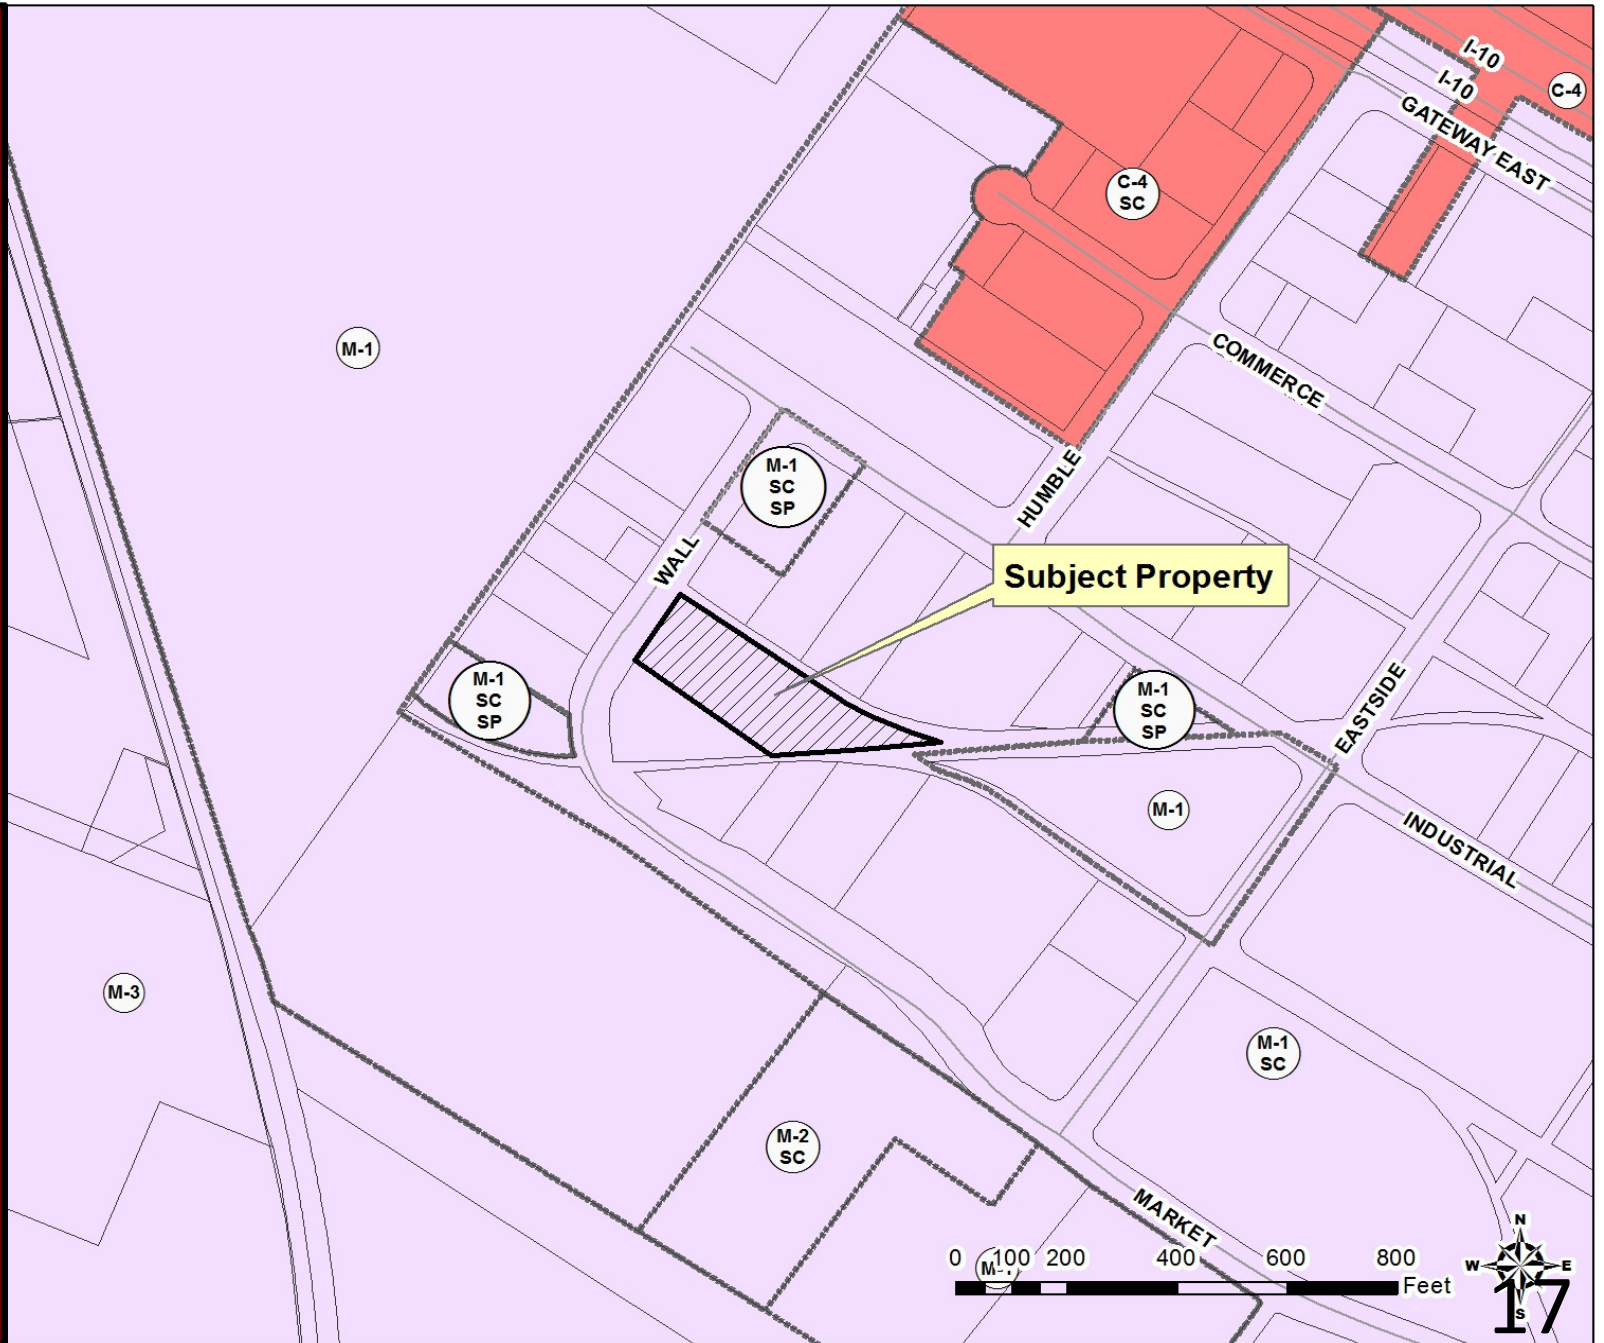 I-10
I-10
C-4
GATEWAY EAST
C-4
SC
M-1
COMMERCE
M-1
SC
SP
HUMBLE
WALL
Subject Property
M-1
SC
SP
M-1
SC
SP
EASTSIDE
M-1
INDUSTRIAL
M-3
M-1
SC
M-2
SC
MARKET
N
W E
S
0 100 200 400 600 800
Feet
17